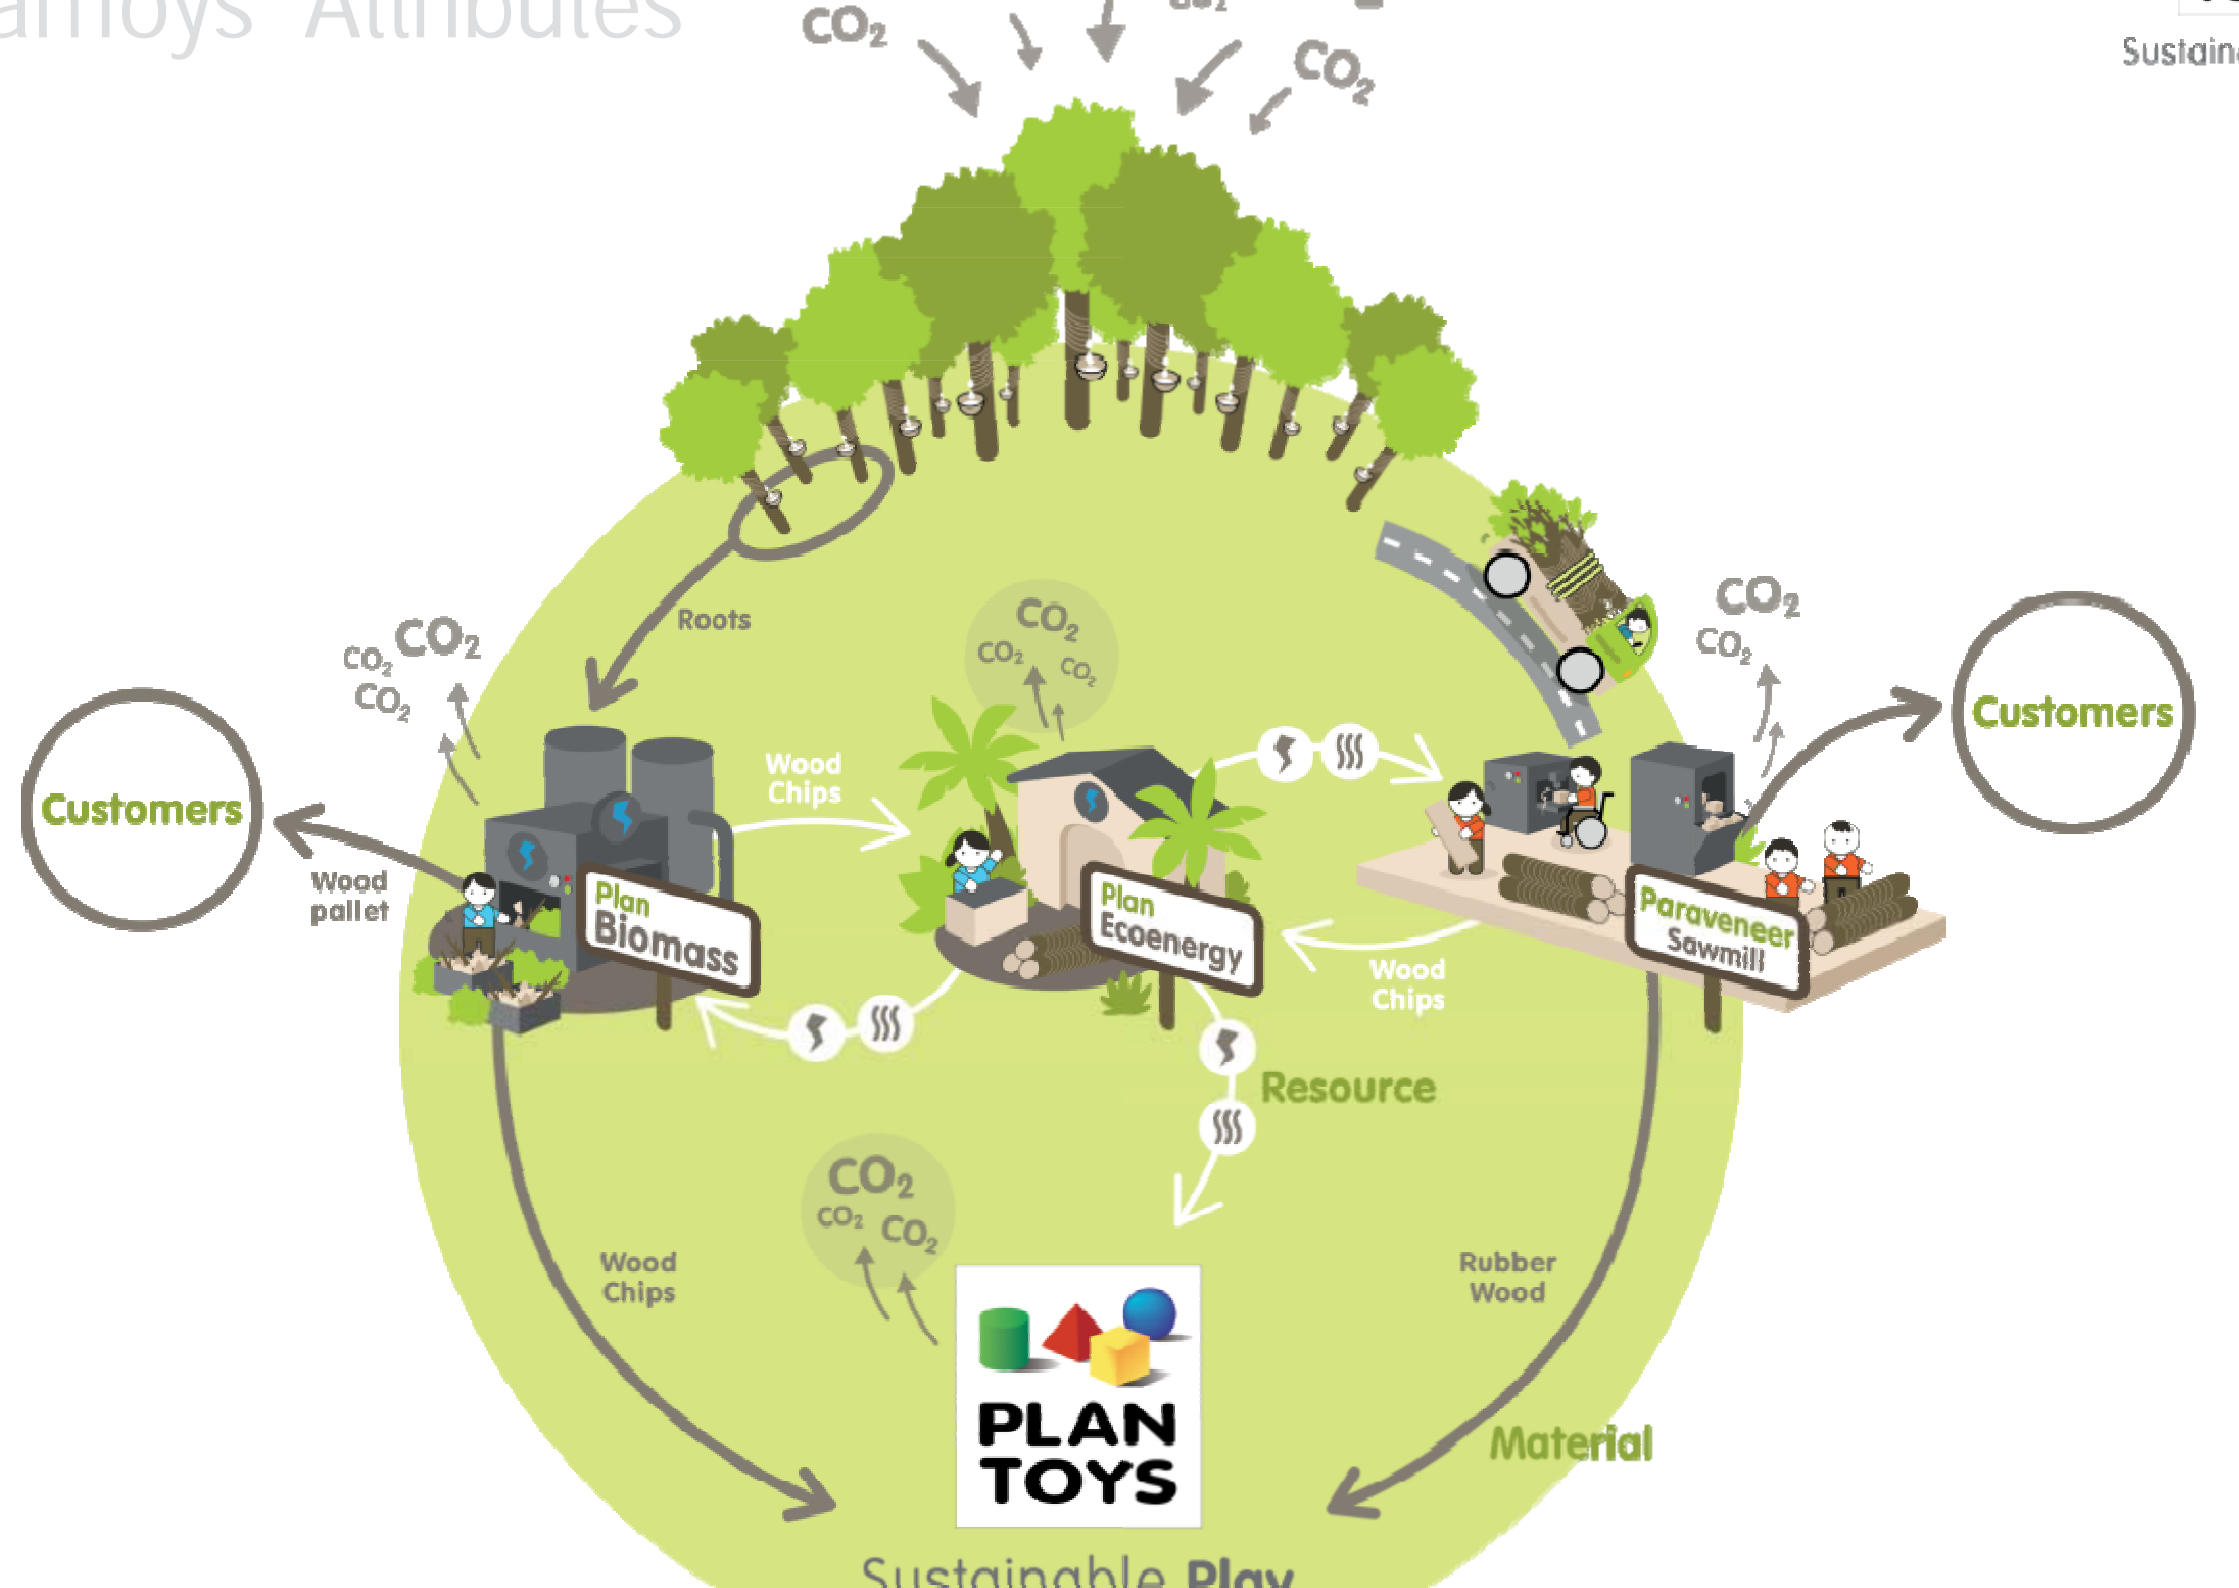 Attributes
CO2
CO2
CO2
Roots
CO2
CO2
CO2
CO2
CO2
CO2
CO2
CO2
Customers
Customers
Wood
Chips
Wood
pallet
Plan
Biomass
Plan
Ecoenergy
Paraveneer
Sawmill
Wood
Chips
Resource
CO2
CO2
CO2
Wood
Chips
Rubber
Wood
PLAN
TOYS
Material
Sustainable Play